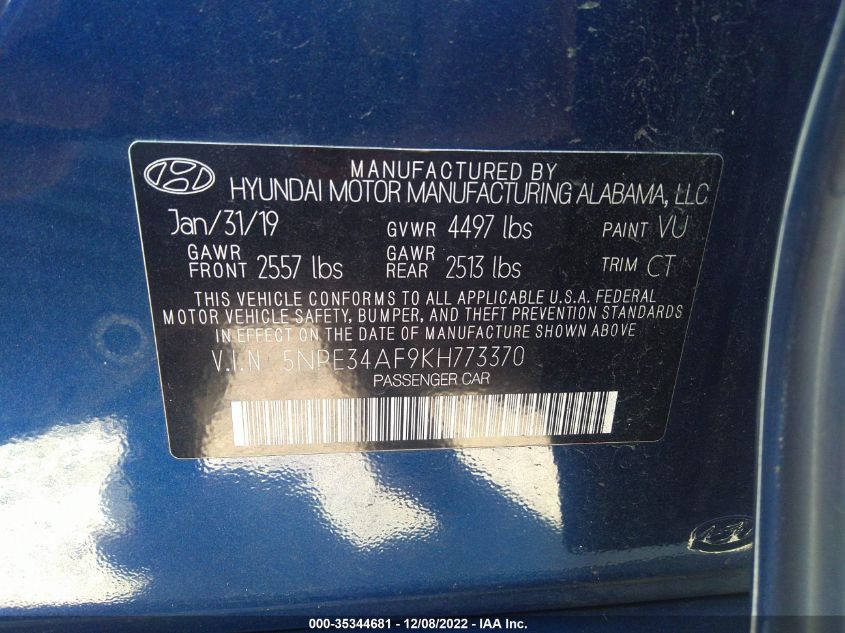 MANUFACTURED BY
HYUNDAI MOTOR MANUFACTURING ALABAMA, LLC
Jan/31/19 GVWR 4497 lbs PAINT VU
GAWR FRONT 2557 lbs GAWR REAR 2513 lbs TRIM CT
THIS VEHICLE CONFORMS TO ALL APPLICABLE U.S.A. FEDERAL
MOTOR VEHICLE SAFETY, BUMPER, AND THEFT PREVENTION STANDARDS
IN EFFECT ON THE DATE OF MANUFACTURE SHOWN ABOVE
V.I.N 5NPE34AF9KH773370
PASSENGER CAR
000-35344681 - 12/08/2022 - IAA Inc.